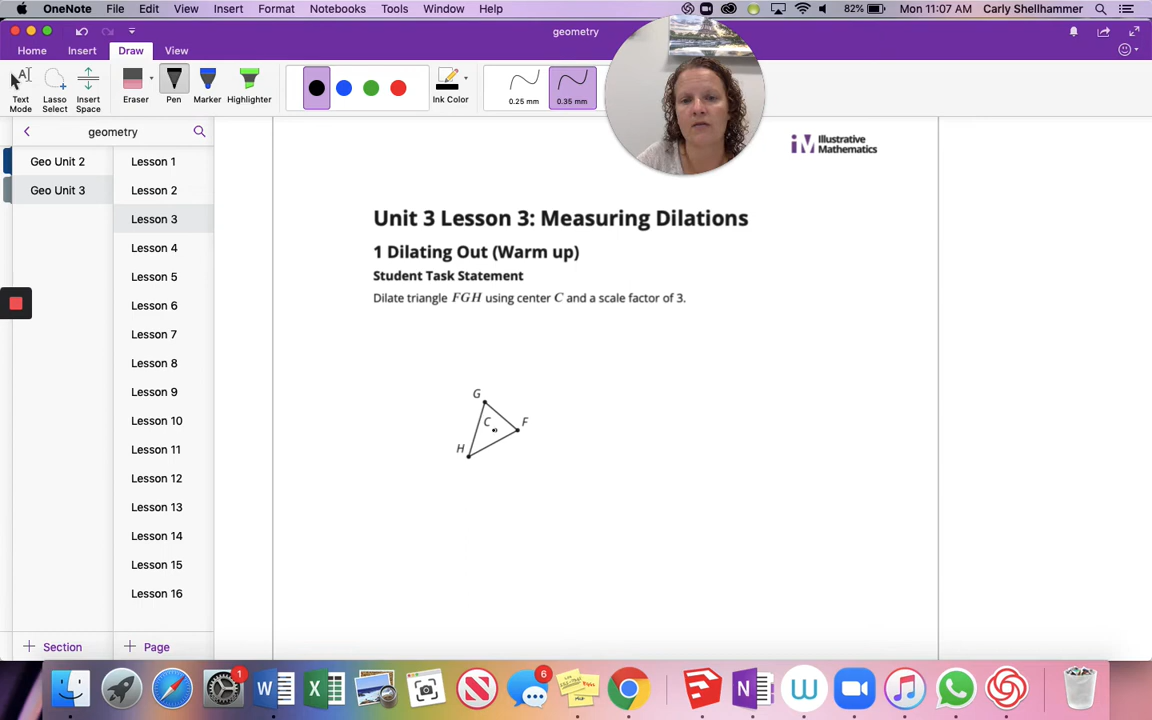 OneNote File Edit View Insert Format Notebooks Tools Window Help 82% Mon 11:07 AM Carly Shellhammer
geometry
Home Insert Draw View
Text Mode
Lasso Select
Insert Space
Eraser
Pen
Marker
Highlighter
Ink Color
0.25 mm
0.35 mm
geometry
Geo Unit 2
Geo Unit 3
Lesson 1
Lesson 2
Lesson 3
Lesson 4
Lesson 5
Lesson 6
Lesson 7
Lesson 8
Lesson 9
Lesson 10
Lesson 11
Lesson 12
Lesson 13
Lesson 14
Lesson 15
Lesson 16
+ Section
+ Page
iM Illustrative
Mathematics
Unit 3 Lesson 3: Measuring Dilations
1 Dilating Out (Warm up)
Student Task Statement
Dilate triangle FGH using center C and a scale factor of 3.
G
C
F
H
1
6